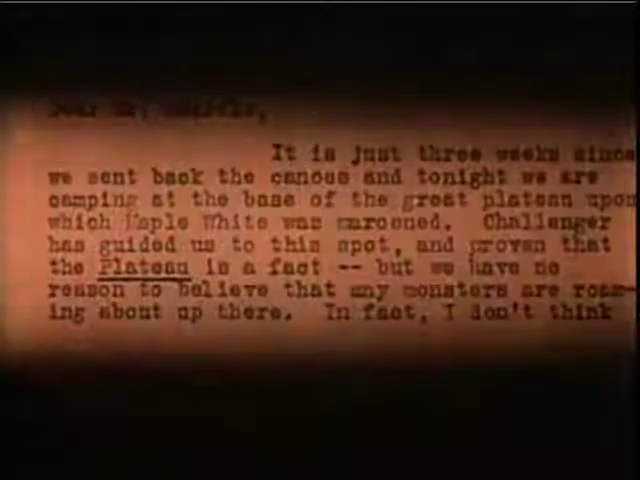 Dear Mr.
It is just three weeks since
we sent back the canoes and tonight we are
camping at the base of the great plateau upon
which Maple White was marooned. Challenger
has guided us to this spot, and proven that
the Plateau is a fact -- but we have no
reason to believe that any monsters are roam-
ing about up there. In fact, I don't think